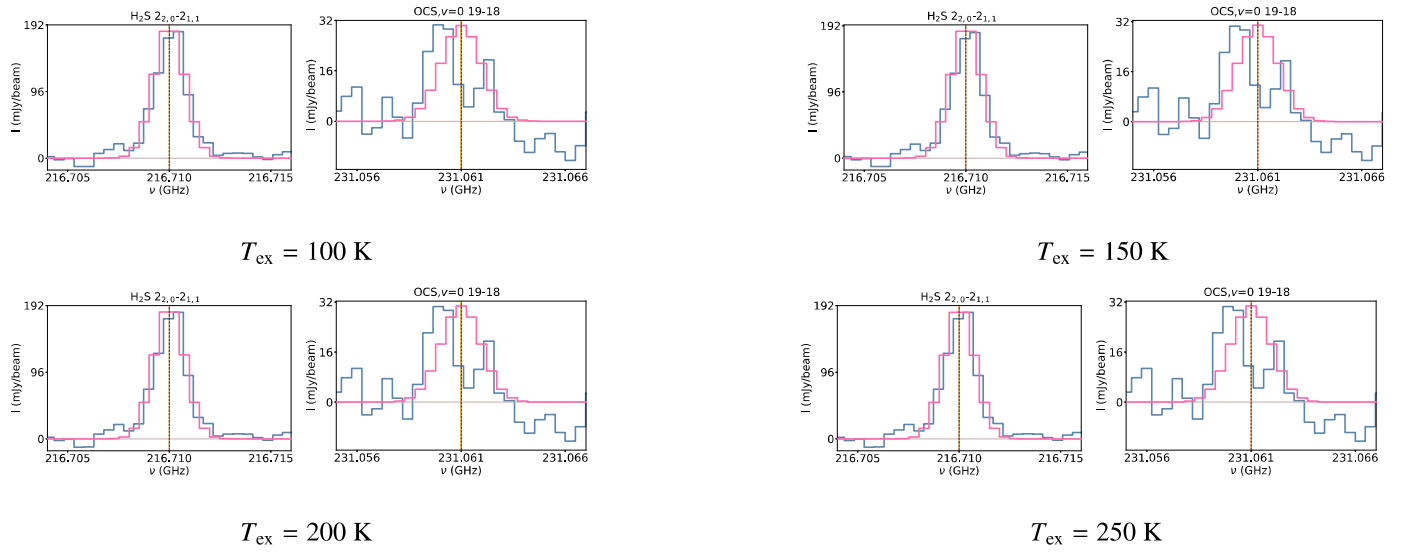 H₂S 2₂,₀-2₁,₁
I (mJy/beam)
192
96
0
216.705 216.710 216.715
ν (GHz)
OCS,v=0 19-18
I (mJy/beam)
32
16
0
231.056 231.061 231.066
ν (GHz)
T_ex = 100 K
H₂S 2₂,₀-2₁,₁
I (mJy/beam)
192
96
0
216.705 216.710 216.715
ν (GHz)
OCS,v=0 19-18
I (mJy/beam)
32
16
0
231.056 231.061 231.066
ν (GHz)
T_ex = 150 K
H₂S 2₂,₀-2₁,₁
I (mJy/beam)
192
96
0
216.705 216.710 216.715
ν (GHz)
OCS,v=0 19-18
I (mJy/beam)
32
16
0
231.056 231.061 231.066
ν (GHz)
T_ex = 200 K
H₂S 2₂,₀-2₁,₁
I (mJy/beam)
192
96
0
216.705 216.710 216.715
ν (GHz)
OCS,v=0 19-18
I (mJy/beam)
32
16
0
231.056 231.061 231.066
ν (GHz)
T_ex = 250 K